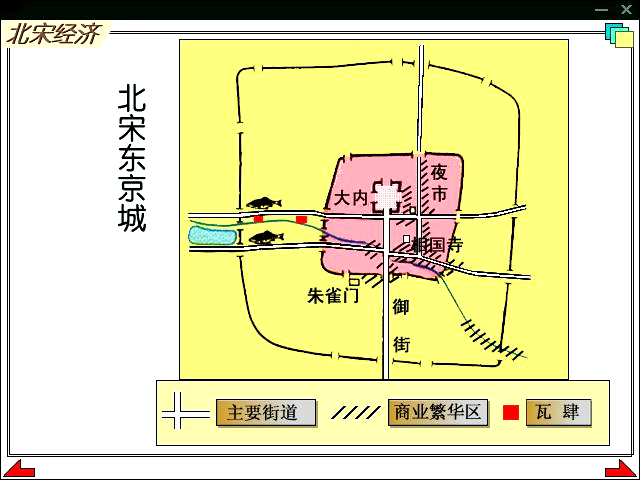 北宋经济
北宋东京城
夜市
大内
相国寺
朱雀门
御街
主要街道
商业繁华区
瓦 肆